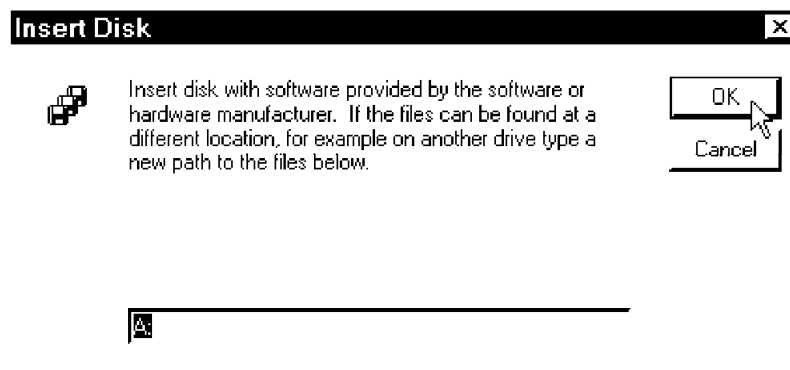 Insert Disk
Insert disk with software provided by the software or
hardware manufacturer. If the files can be found at a
different location, for example on another drive type a
new path to the files below.
OK
Cancel
A: